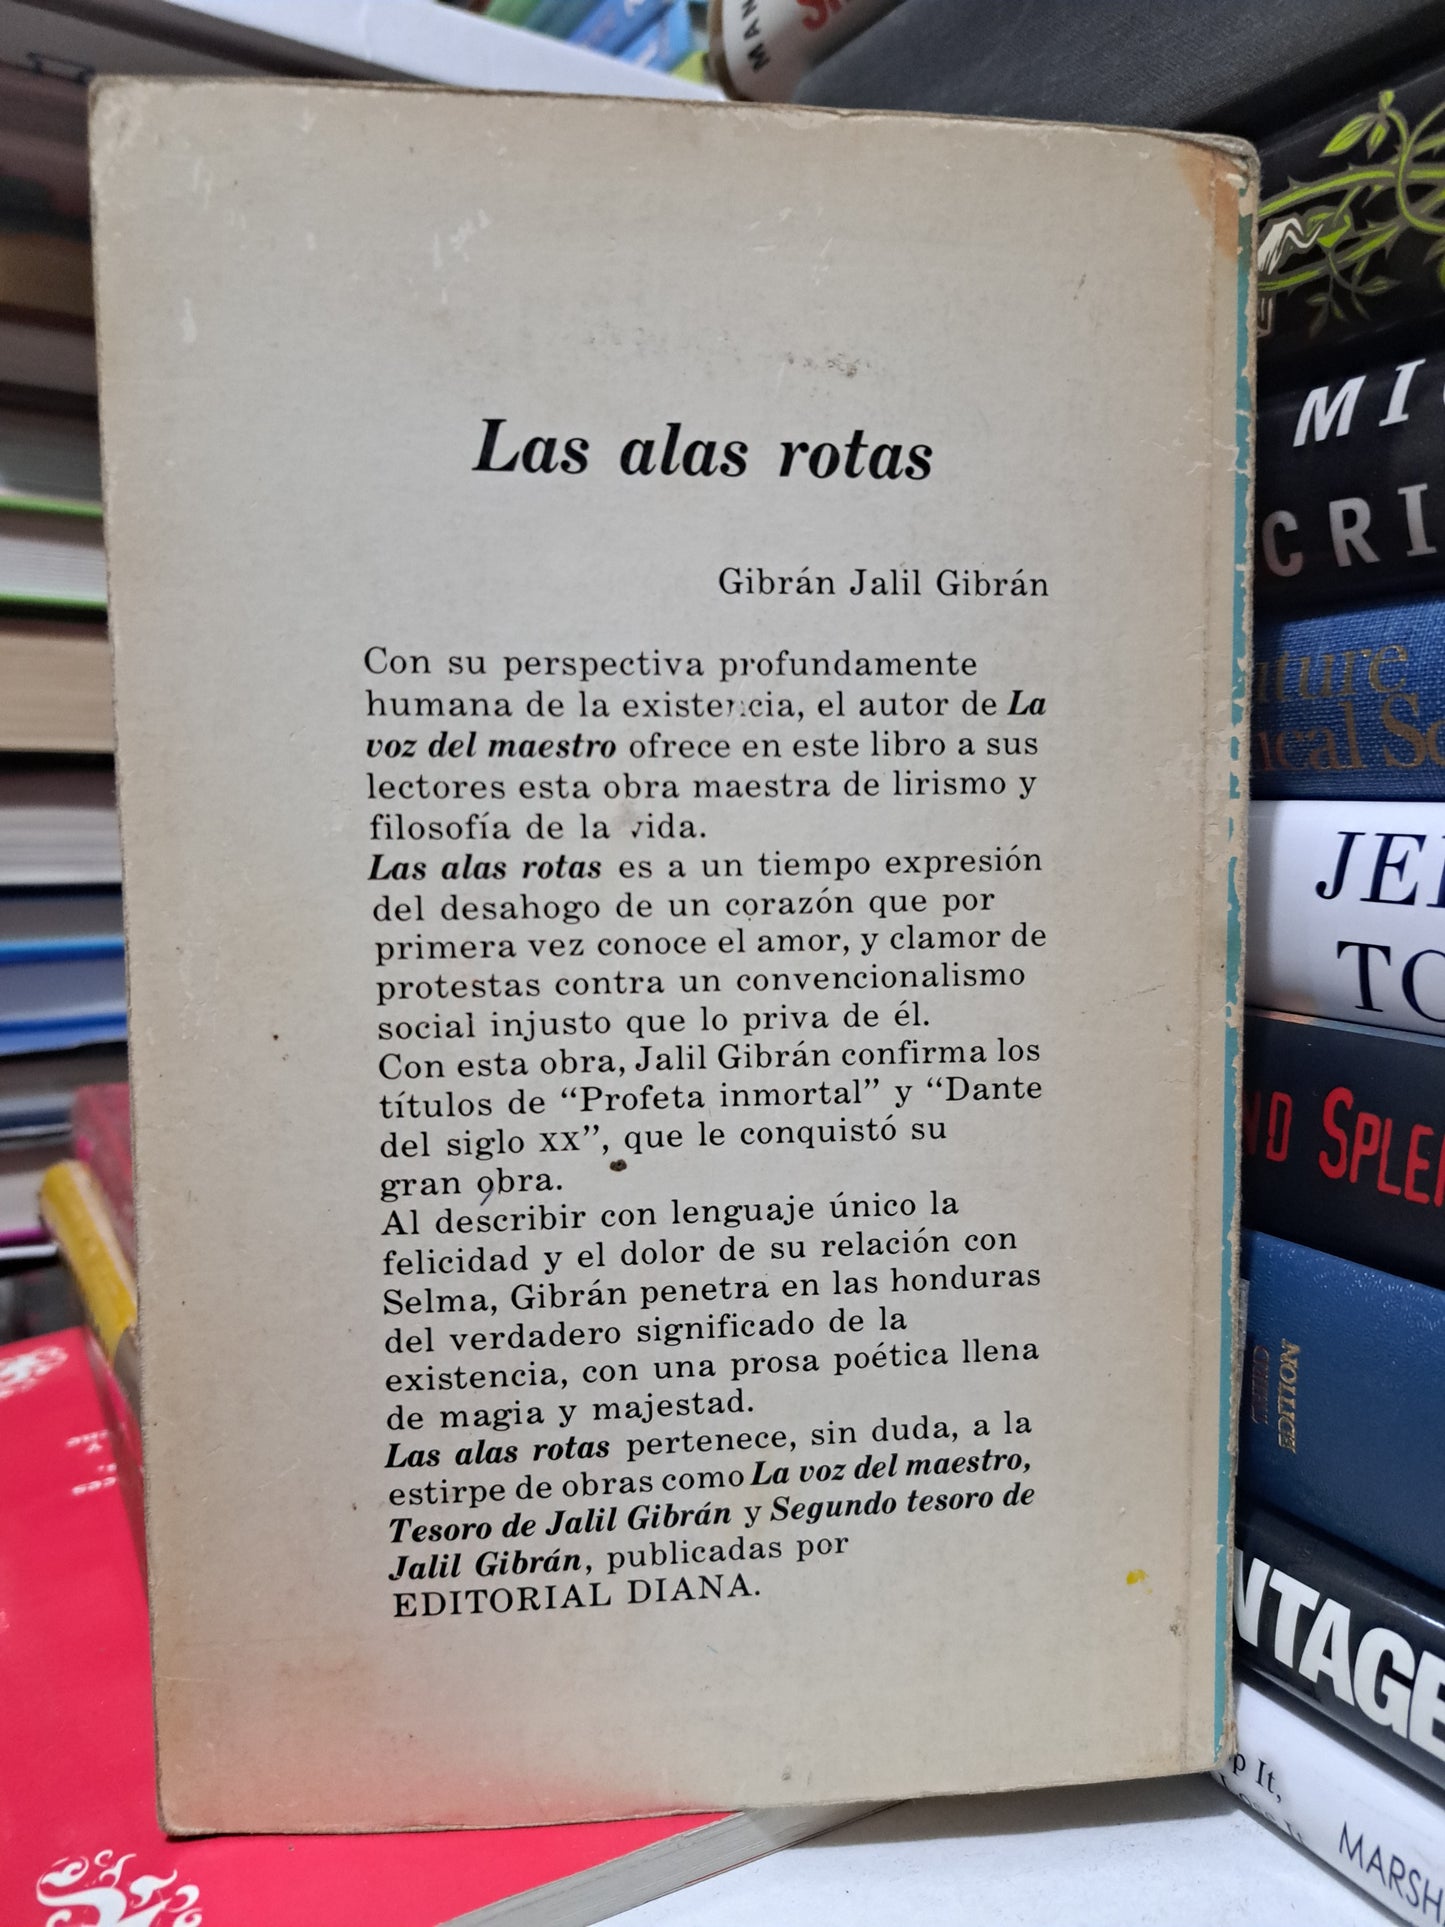 Las alas rotas
Gibrán Jalil Gibrán
Con su perspectiva profundamente
humana de la existencia, el autor de La
voz del maestro ofrece en este libro a sus
lectores esta obra maestra de lirismo y
filosofía de la vida.
Las alas rotas es a un tiempo expresión
del desahogo de un corazón que por
primera vez conoce el amor, y clamor de
protestas contra un convencionalismo
social injusto que lo priva de él.
Con esta obra, Jalil Gibrán confirma los
títulos de “Profeta inmortal” y “Dante
del siglo XX”, que le conquistó su
gran obra.
Al describir con lenguaje único la
felicidad y el dolor de su relación con
Selma, Gibrán penetra en las honduras
del verdadero significado de la
existencia, con una prosa poética llena
de magia y majestad.
Las alas rotas pertenece, sin duda, a la
estirpe de obras como La voz del maestro,
Tesoro de Jalil Gibrán y Segundo tesoro de
Jalil Gibrán, publicadas por
EDITORIAL DIANA.
MAN
MIC
CRI
ture
ical So
JE
TO
ND SPLE
EDITION
NTAGE
p It,
MARSH